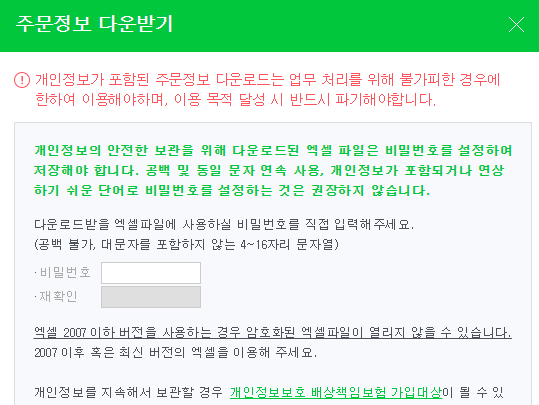 주문정보 다운받기
개인정보가 포함된 주문정보 다운로드는 업무 처리를 위해 불가피한 경우에
한하여 이용해야하며, 이용 목적 달성 시 반드시 파기해야합니다.
개인정보의 안전한 보관을 위해 다운로드된 엑셀 파일은 비밀번호를 설정하여
저장해야 합니다. 공백 및 동일 문자 연속 사용, 개인정보가 포함되거나 연상
하기 쉬운 단어로 비밀번호를 설정하는 것은 권장하지 않습니다.
다운로드받을 엑셀파일에 사용하실 비밀번호를 직접 입력해주세요.
(공백 불가, 대문자를 포함하지 않는 4~16자리 문자열)
· 비밀번호
· 재확인
엑셀 2007 이하 버전을 사용하는 경우 암호화된 엑셀파일이 열리지 않을 수 있습니다.
2007 이후 혹은 최신 버전의 엑셀을 이용해 주세요.
개인정보를 지속해서 보관할 경우 개인정보보호 배상책임보험 가입대상이 될 수 있